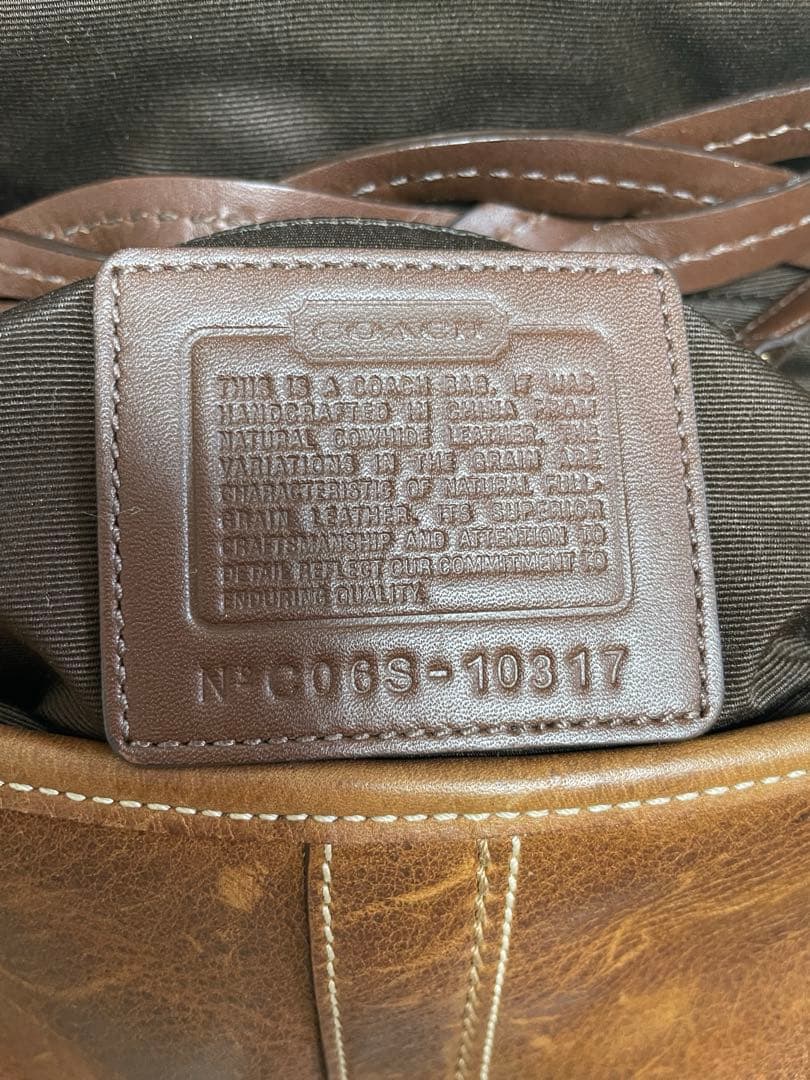 COACH
THIS IS A COACH BAG. IT WAS
HANDCRAFTED IN CHINA FROM
NATURAL COWHIDE LEATHER. THE
VARIATIONS IN THE GRAIN ARE
CHARACTERISTIC OF NATURAL FULL-
GRAIN LEATHER. ITS SUPERIOR
CRAFTSMANSHIP AND ATTENTION TO
DETAIL REFLECT OUR COMMITMENT TO
ENDURING QUALITY.
Nº C06S-10317